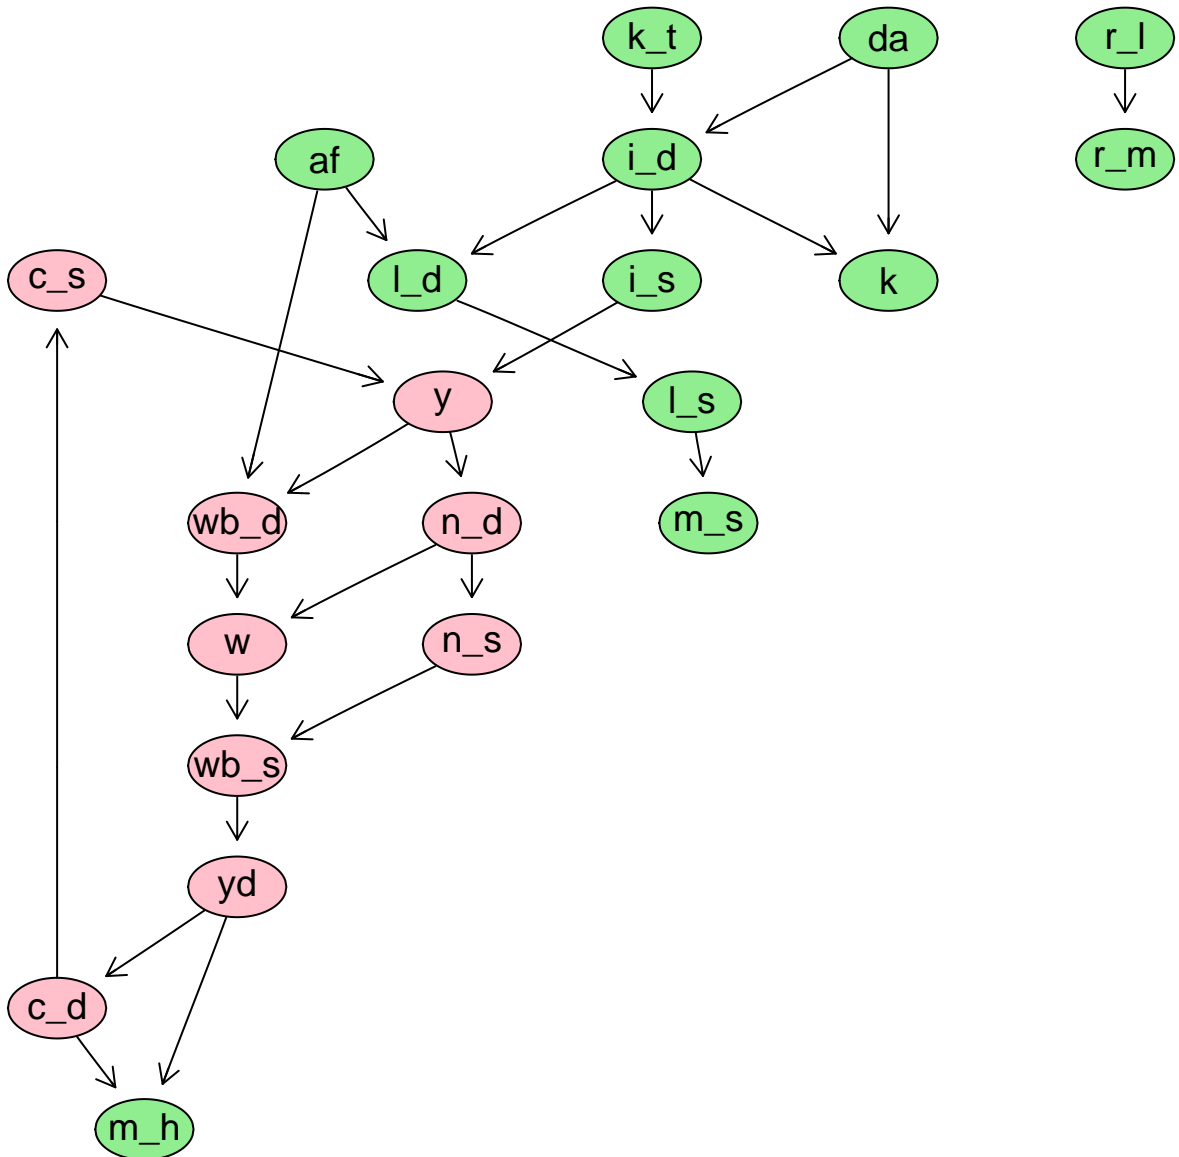 k_t
da
r_l
af
i_d
r_m
c_s
l_d
i_s
k
y
l_s
wb_d
n_d
m_s
w
n_s
wb_s
yd
c_d
m_h